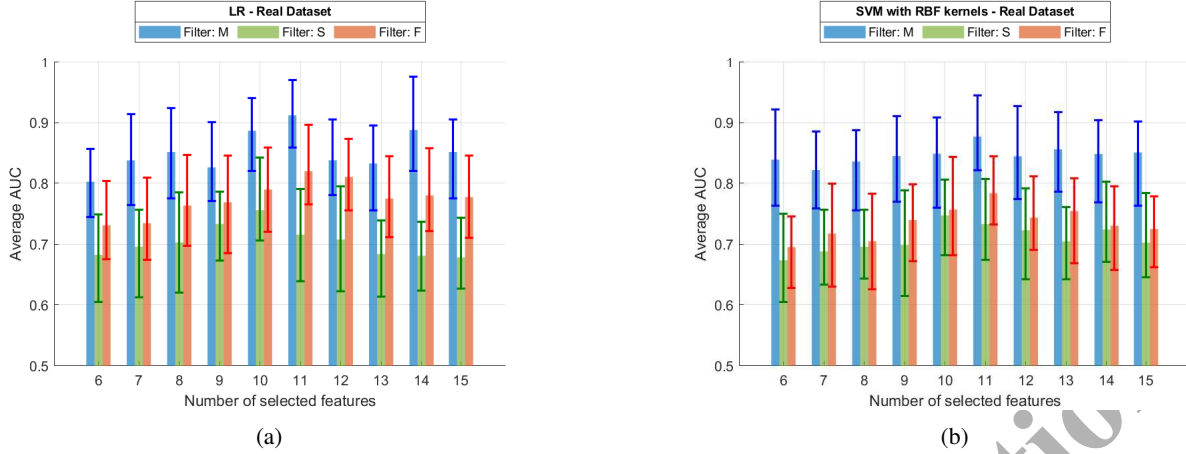 LR - Real Dataset
Filter: M Filter: S Filter: F
1
0.9
0.8
0.7
0.6
0.5
Average AUC
6 7 8 9 10 11 12 13 14 15
Number of selected features
(a)
SVM with RBF kernels - Real Dataset
Filter: M Filter: S Filter: F
1
0.9
0.8
0.7
0.6
0.5
Average AUC
6 7 8 9 10 11 12 13 14 15
Number of selected features
(b)